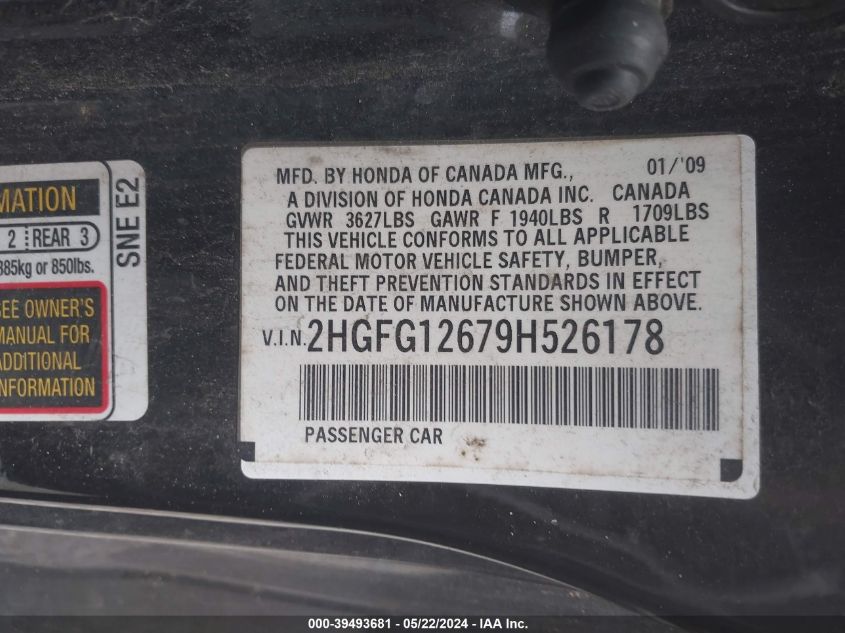 MATION
2 REAR 3
385kg or 850lbs.
SEE OWNER'S
MANUAL FOR
ADDITIONAL
INFORMATION
SNE E2
MFD. BY HONDA OF CANADA MFG., 01/'09
A DIVISION OF HONDA CANADA INC. CANADA
GVWR 3627LBS GAWR F 1940LBS R 1709LBS
THIS VEHICLE CONFORMS TO ALL APPLICABLE
FEDERAL MOTOR VEHICLE SAFETY, BUMPER,
AND THEFT PREVENTION STANDARDS IN EFFECT
ON THE DATE OF MANUFACTURE SHOWN ABOVE.
V.I.N. 2HGFG12679H526178
PASSENGER CAR
000-39493681 - 05/22/2024 - IAA Inc.